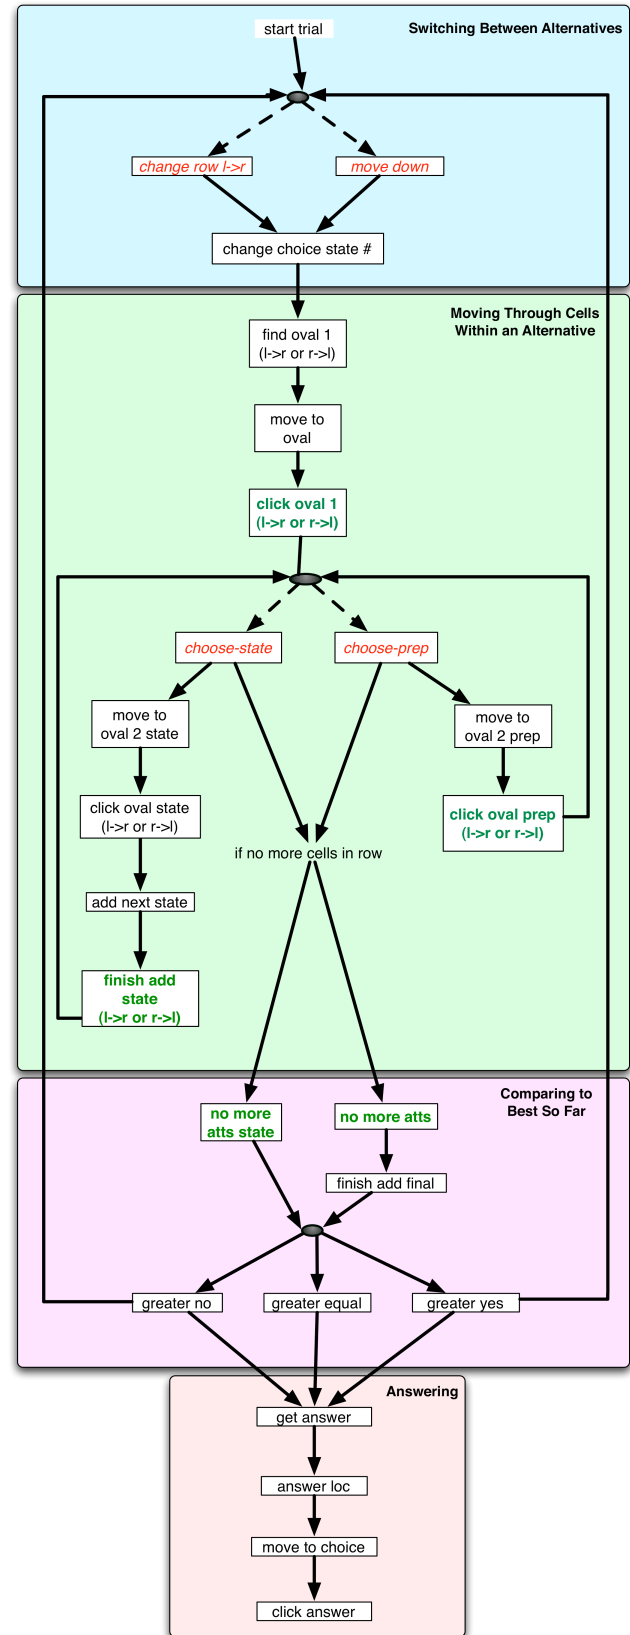 start trial
Switching Between Alternatives
change row l->r
move down
change choice state #
Moving Through Cells
Within an Alternative
find oval 1
(l->r or r->l)
move to
oval
click oval 1
(l->r or r->l)
choose-state
choose-prep
move to
oval 2 state
move to
oval 2 prep
click oval state
(l->r or r->l)
click oval prep
(l->r or r->l)
if no more cells in row
add next state
finish add
state
(l->r or r->l)
Comparing to
Best So Far
no more
atts state
no more atts
finish add final
greater no
greater equal
greater yes
Answering
get answer
answer loc
move to choice
click answer